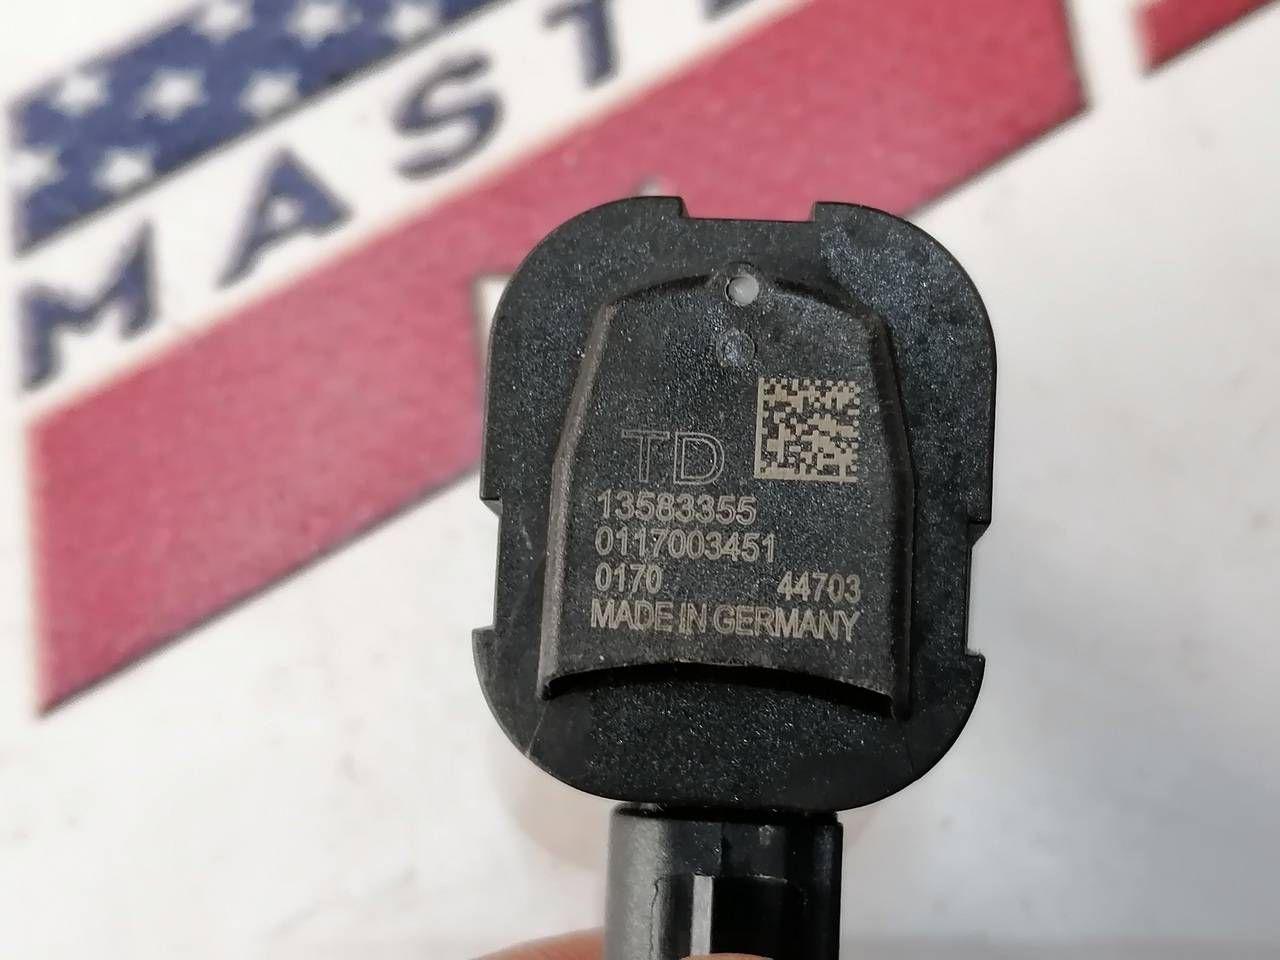 MAST
TD
13583355
0117003451
0170 44703
MADE IN GERMANY